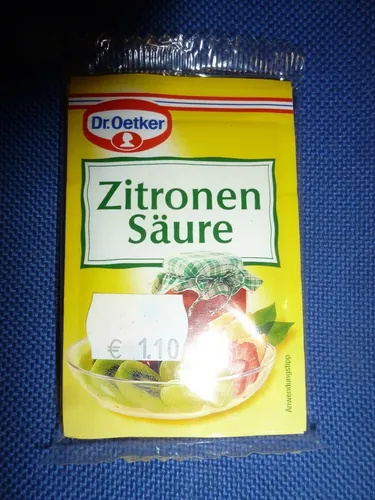 Dr. Oetker
Zitronen
Säure
€ 1.10
Anwendungstipp